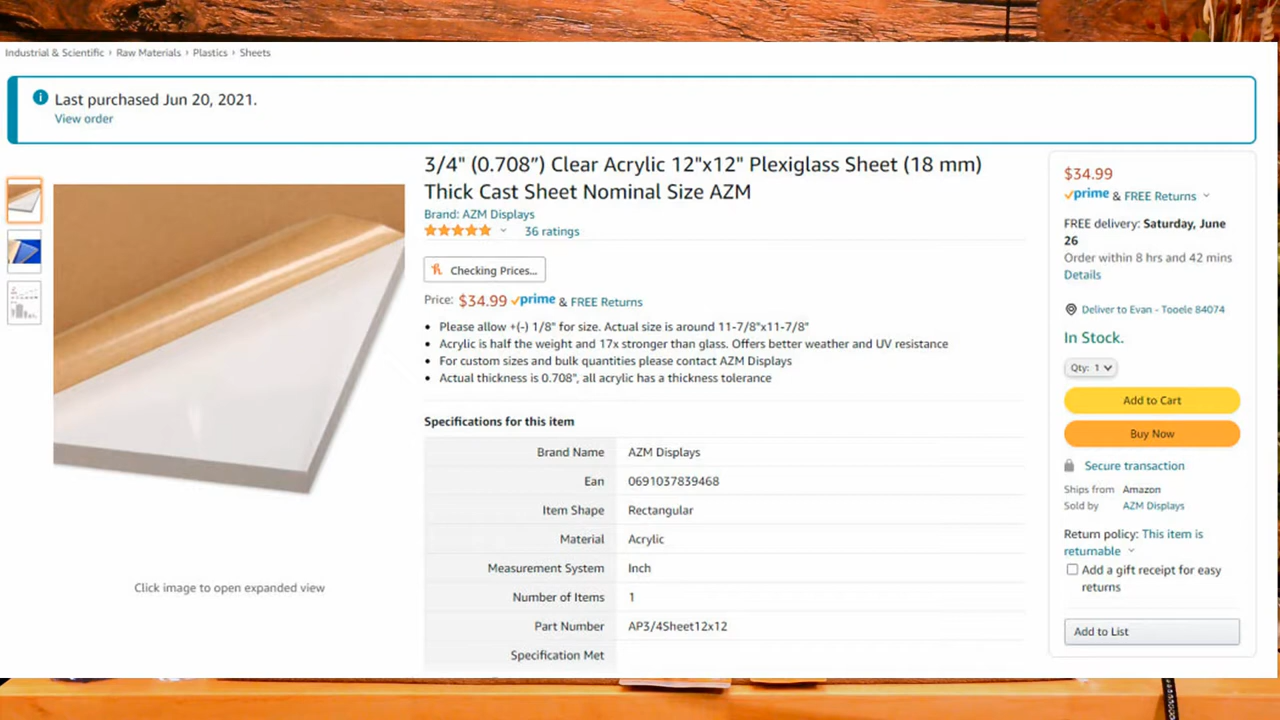 Industrial & Scientific › Raw Materials › Plastics › Sheets
Last purchased Jun 20, 2021.
View order
3/4" (0.708”) Clear Acrylic 12"x12" Plexiglass Sheet (18 mm)
Thick Cast Sheet Nominal Size AZM
Brand: AZM Displays
36 ratings
Checking Prices...
Price: $34.99 prime & FREE Returns
Please allow +(-) 1/8" for size. Actual size is around 11-7/8"x11-7/8"
Acrylic is half the weight and 17x stronger than glass. Offers better weather and UV resistance
For custom sizes and bulk quantities please contact AZM Displays
Actual thickness is 0.708", all acrylic has a thickness tolerance
Specifications for this item
Brand Name AZM Displays
Ean 0691037839468
Item Shape Rectangular
Material Acrylic
Measurement System Inch
Number of Items 1
Part Number AP3/4Sheet12x12
Specification Met
Click image to open expanded view
$34.99
prime & FREE Returns
FREE delivery: Saturday, June
26
Order within 8 hrs and 42 mins
Details
Deliver to Evan - Tooele 84074
In Stock.
Qty: 1
Add to Cart
Buy Now
Secure transaction
Ships from Amazon
Sold by AZM Displays
Return policy: This item is
returnable
Add a gift receipt for easy
returns
Add to List